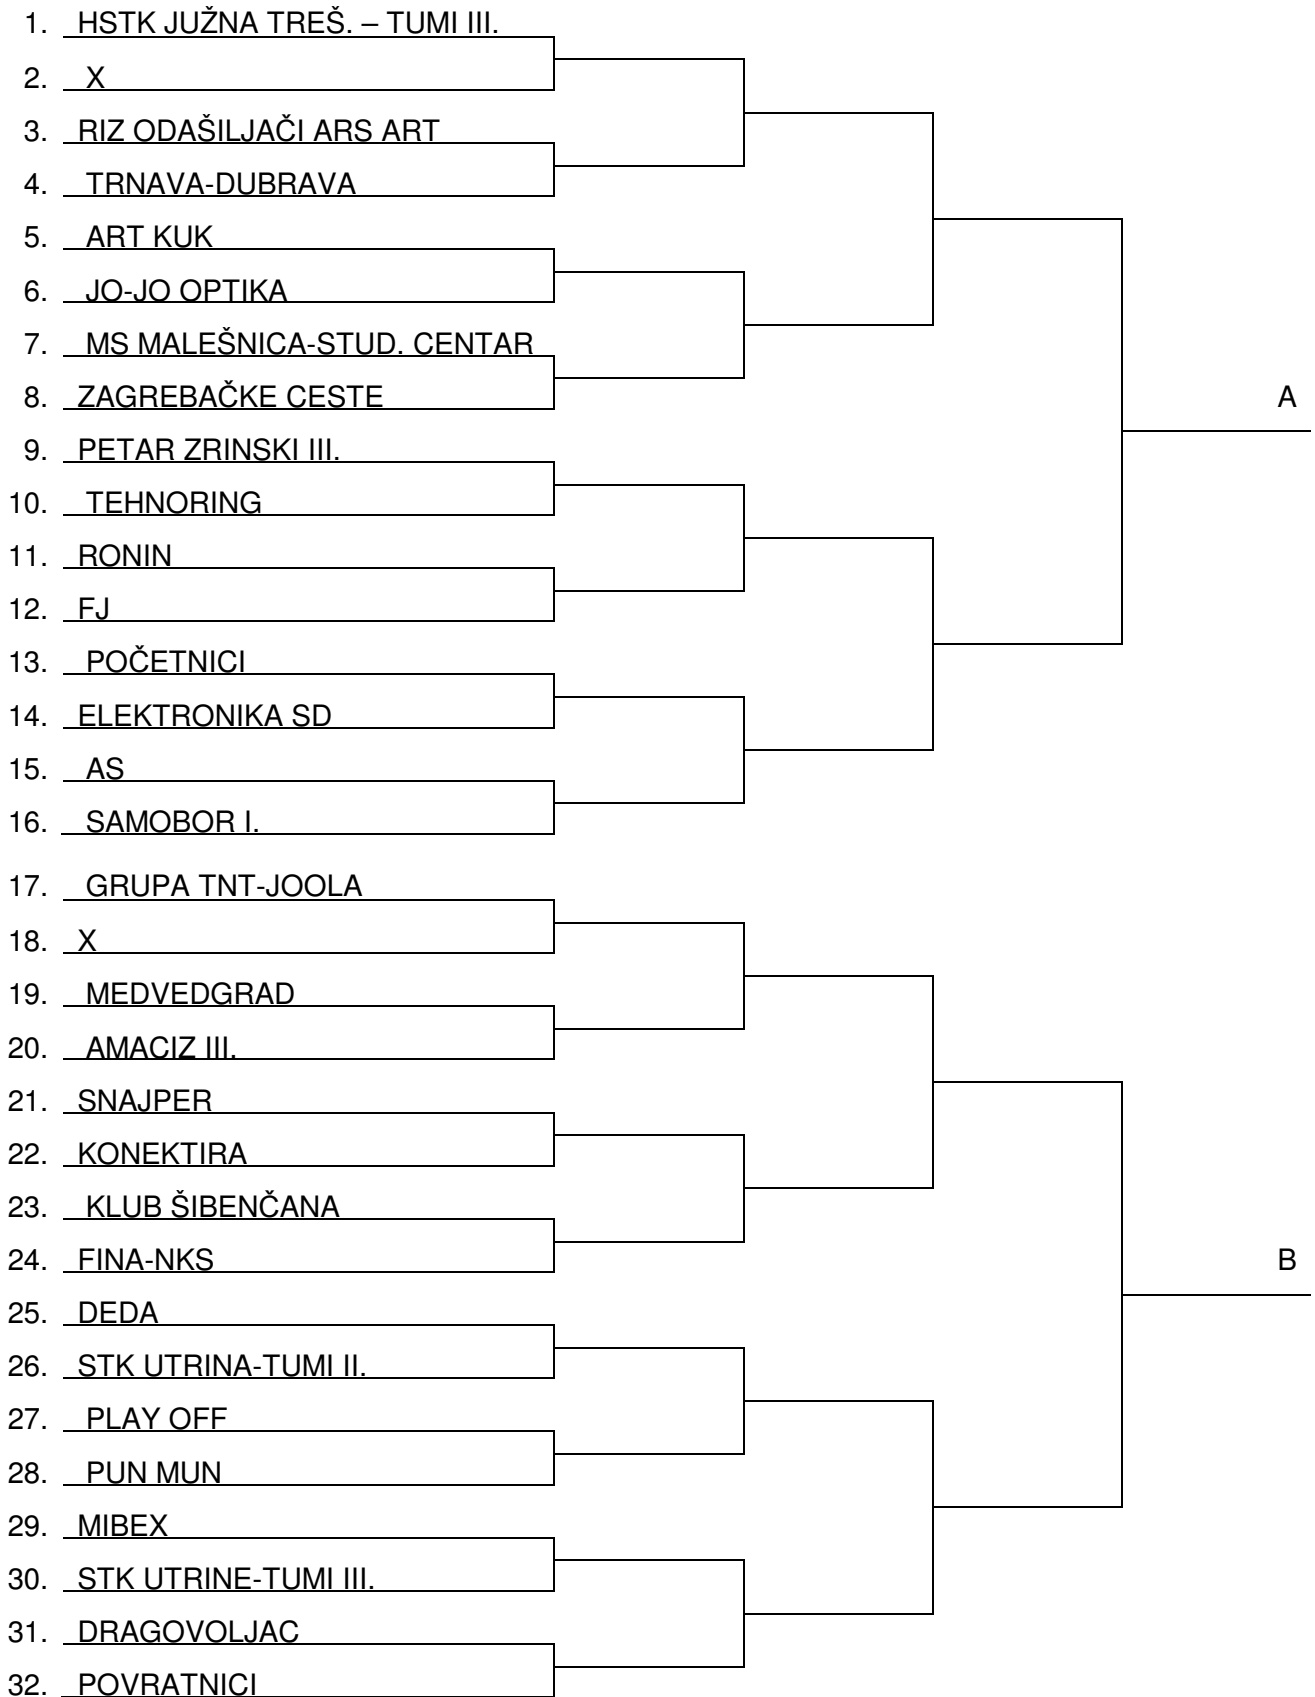 1. HSTK JUŽNA TREŠ. – TUMI III.
2. X
3. RIZ ODAŠILJAČI ARS ART
4. TRNAVA-DUBRAVA
5. ART KUK
6. JO-JO OPTIKA
7. MS MALEŠNICA-STUD. CENTAR
8. ZAGREBAČKE CESTE
A
9. PETAR ZRINSKI III.
10. TEHNORING
11. RONIN
12. FJ
13. POČETNICI
14. ELEKTRONIKA SD
15. AS
16. SAMOBOR I.
17. GRUPA TNT-JOOLA
18. X
19. MEDVEDGRAD
20. AMACIZ III.
21. SNAJPER
22. KONEKTIRA
23. KLUB ŠIBENČANA
24. FINA-NKS
B
25. DEDA
26. STK UTRINA-TUMI II.
27. PLAY OFF
28. PUN MUN
29. MIBEX
30. STK UTRINE-TUMI III.
31. DRAGOVOLJAC
32. POVRATNICI